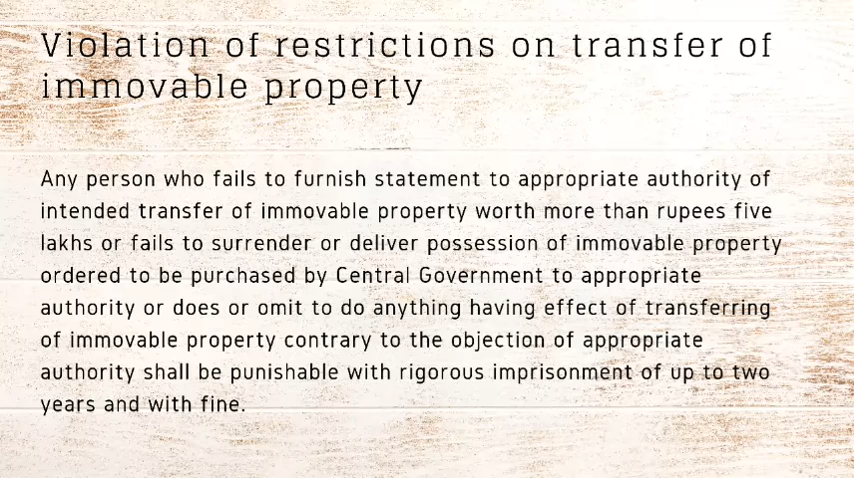 Violation of restrictions on transfer of
immovable property
Any person who fails to furnish statement to appropriate authority of
intended transfer of immovable property worth more than rupees five
lakhs or fails to surrender or deliver possession of immovable property
ordered to be purchased by Central Government to appropriate
authority or does or omit to do anything having effect of transferring
of immovable property contrary to the objection of appropriate
authority shall be punishable with rigorous imprisonment of up to two
years and with fine.